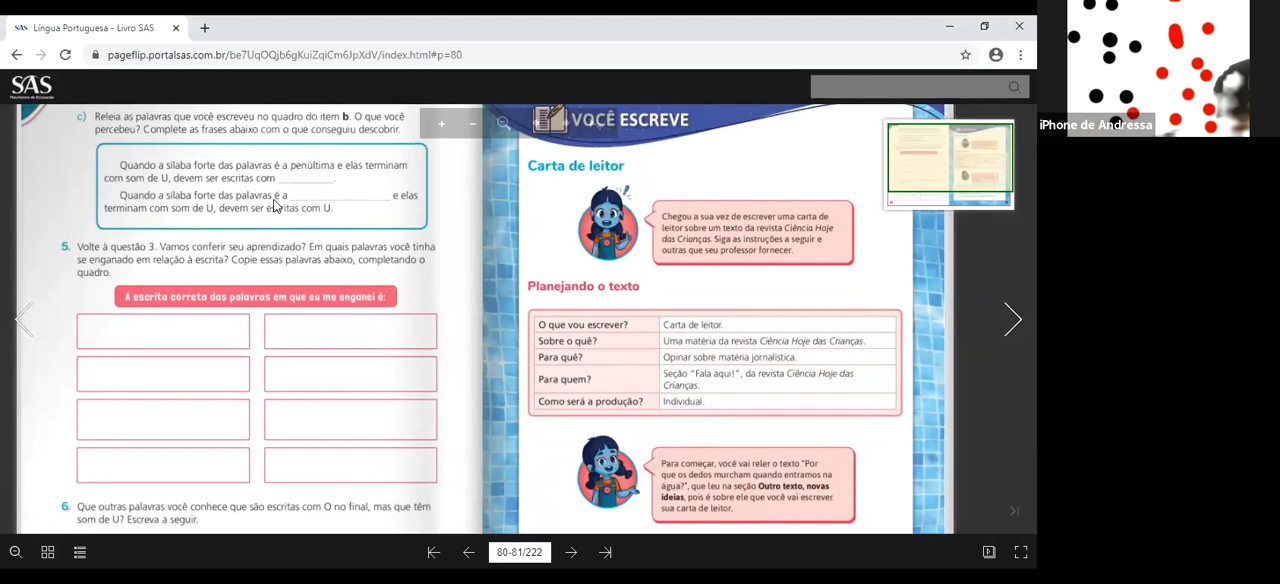 SAS Língua Portuguesa - Livro SAS
pageflip.portalsas.com.br/be7UqOQjb6gKuiZqiCm6JpXdV/index.html#p=80
SAS
Plataforma de Educação
iPhone de Andressa
c) Releia as palavras que você escreveu no quadro do item b. O que você
percebeu? Complete as frases abaixo com o que conseguiu descobrir.
Quando a sílaba forte das palavras é a penúltima e elas terminam
com som de U, devem ser escritas com ____________.
Quando a sílaba forte das palavras é a ____________________ e elas
terminam com som de U, devem ser escritas com U.
5. Volte à questão 3. Vamos conferir seu aprendizado? Em quais palavras você tinha
se enganado em relação à escrita? Copie essas palavras abaixo, completando o
quadro.
A escrita correta das palavras em que eu me enganei é:
6. Que outras palavras você conhece que são escritas com O no final, mas que têm
som de U? Escreva a seguir.
VOCÊ ESCREVE
Carta de leitor
Chegou a sua vez de escrever uma carta de
leitor sobre um texto da revista Ciência Hoje
das Crianças. Siga as instruções a seguir e
outras que seu professor fornecer.
Planejando o texto
O que vou escrever? Carta de leitor.
Sobre o quê? Uma matéria da revista Ciência Hoje das Crianças.
Para quê? Opinar sobre matéria jornalística.
Para quem? Seção "Fala aqui!", da revista Ciência Hoje das
Crianças.
Como será a produção? Individual.
Para começar, você vai reler o texto "Por
que os dedos murcham quando entramos na
água?", que leu na seção Outro texto, novas
ideias, pois é sobre ele que você vai escrever
sua carta de leitor.
80-81/222